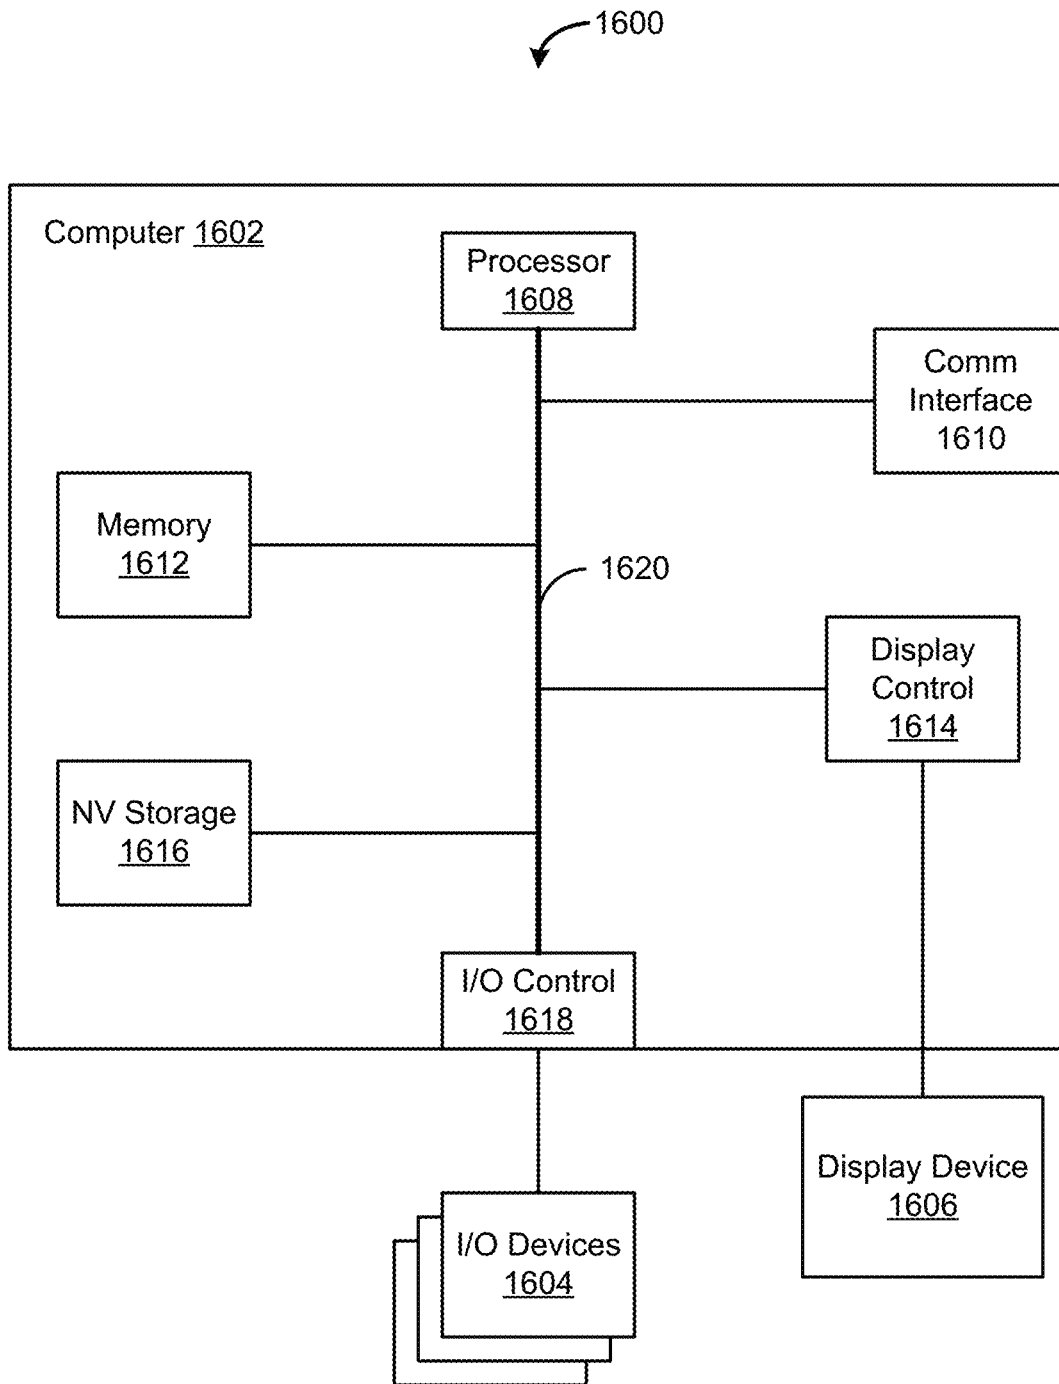 1600
Computer 1602
Processor
1608
Comm
Interface
1610
Memory
1612
1620
Display
Control
1614
NV Storage
1616
I/O Control
1618
Display Device
1606
I/O Devices
1604